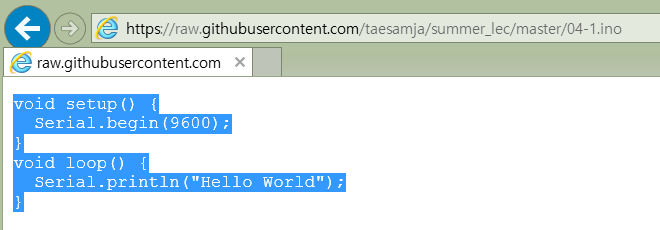 https://raw.githubusercontent.com/taesamja/summer_lec/master/04-1.ino
raw.githubusercontent.com
void setup() {
  Serial.begin(9600);
}
void loop() {
  Serial.println("Hello World");
}